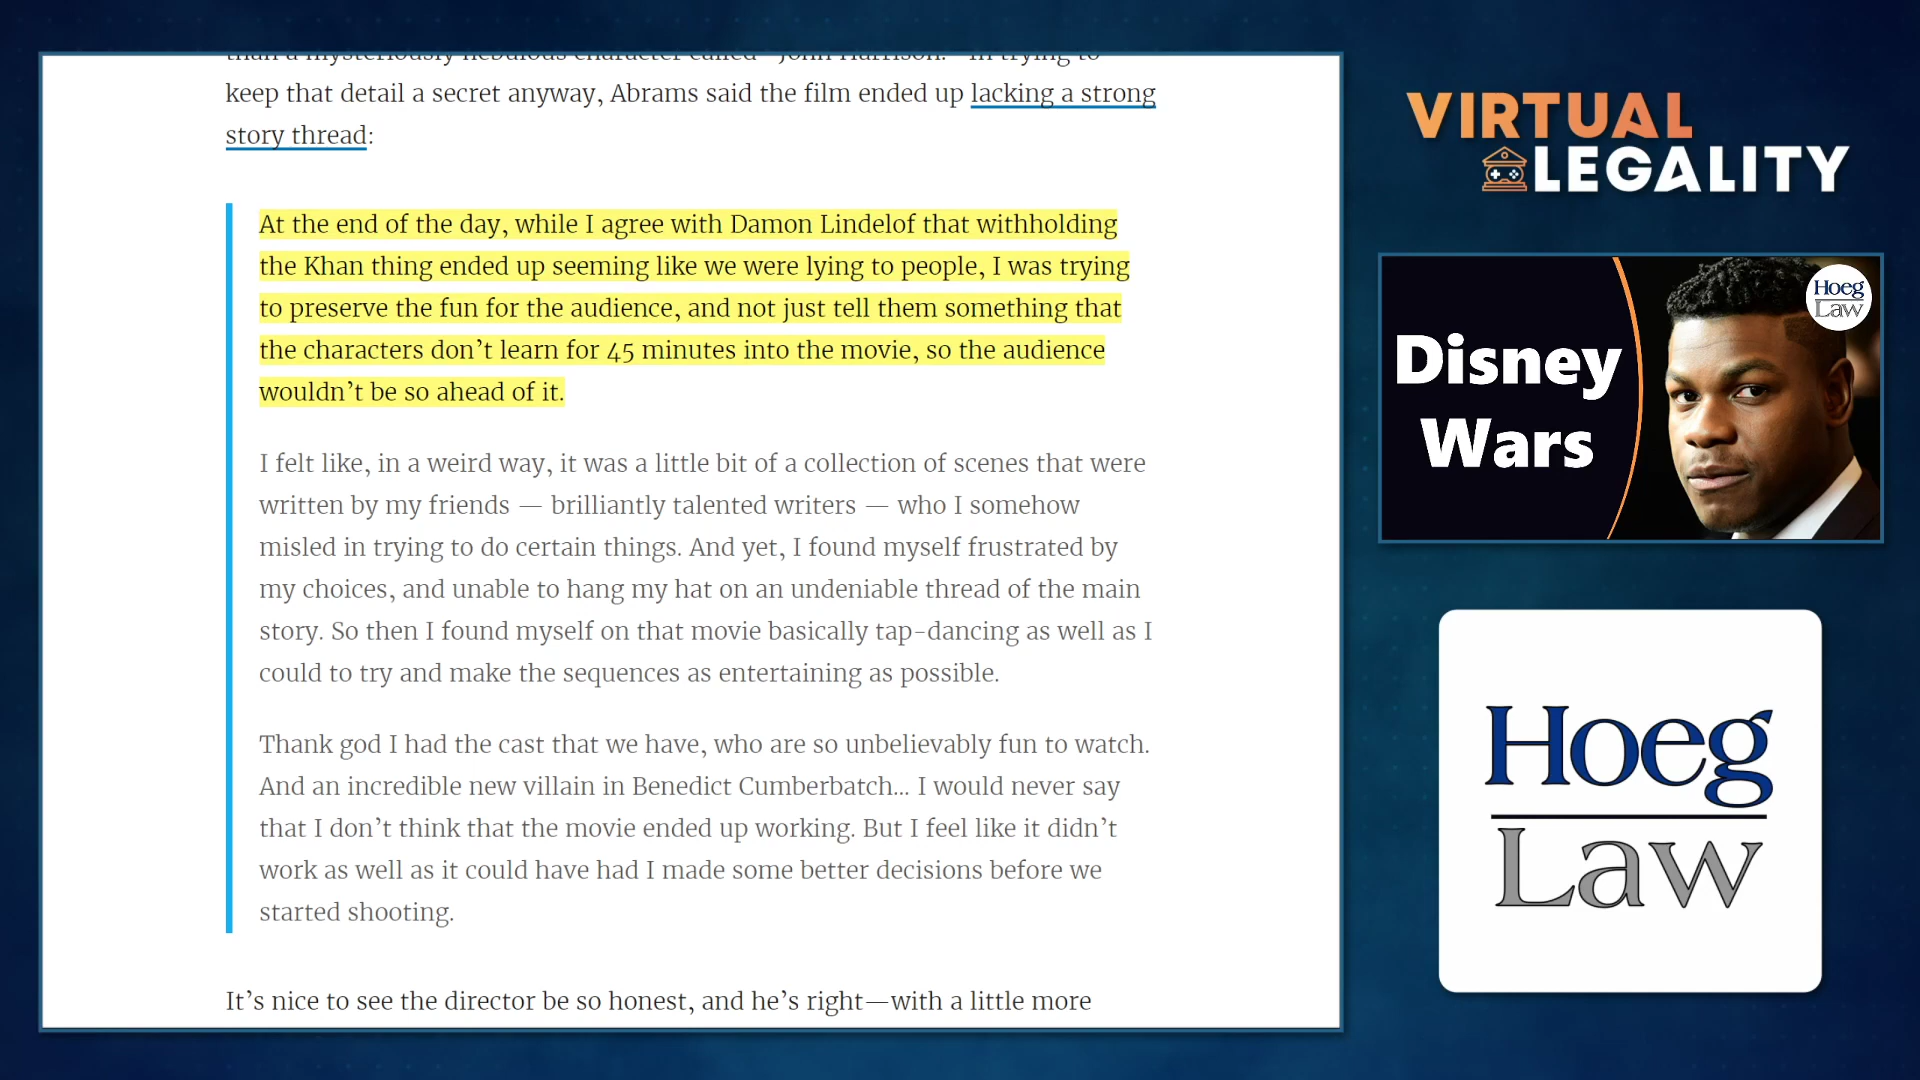 than a mysteriously nebulous character called "John Harrison." In trying to
keep that detail a secret anyway, Abrams said the film ended up lacking a strong
story thread:
At the end of the day, while I agree with Damon Lindelof that withholding
the Khan thing ended up seeming like we were lying to people, I was trying
to preserve the fun for the audience, and not just tell them something that
the characters don’t learn for 45 minutes into the movie, so the audience
wouldn’t be so ahead of it.
I felt like, in a weird way, it was a little bit of a collection of scenes that were
written by my friends — brilliantly talented writers — who I somehow
misled in trying to do certain things. And yet, I found myself frustrated by
my choices, and unable to hang my hat on an undeniable thread of the main
story. So then I found myself on that movie basically tap-dancing as well as I
could to try and make the sequences as entertaining as possible.
Thank god I had the cast that we have, who are so unbelievably fun to watch.
And an incredible new villain in Benedict Cumberbatch... I would never say
that I don’t think that the movie ended up working. But I feel like it didn’t
work as well as it could have had I made some better decisions before we
started shooting.
It’s nice to see the director be so honest, and he’s right—with a little more
VIRTUAL
LEGALITY
Disney
Wars
Hoeg
Law
Hoeg
Law